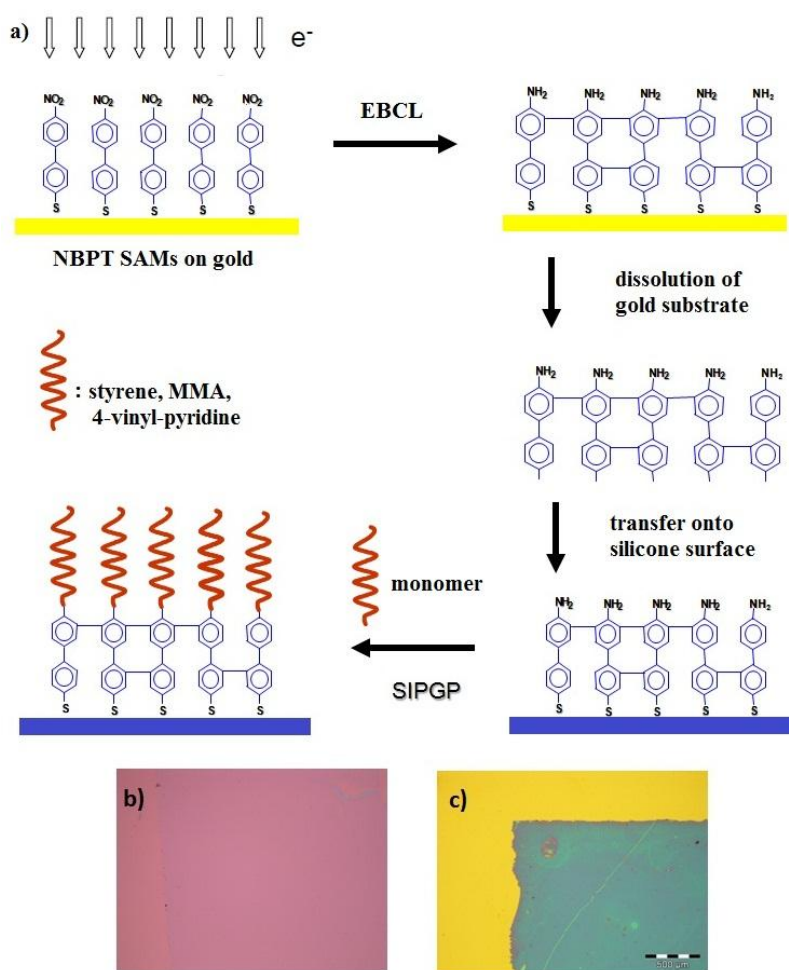 a)
e-
NO2 NO2 NO2 NO2 NO2
S S S S S
NBPT SAMs on gold
EBCL
NH2 NH2 NH2 NH2 NH2
S S S S S
dissolution of
gold substrate
NH2 NH2 NH2 NH2 NH2
: styrene, MMA,
4-vinyl-pyridine
transfer onto
silicone surface
NH2 NH2 NH2 NH2 NH2
S S S S S
monomer
SIPGP
S S S S S
b)
c)
500 µm